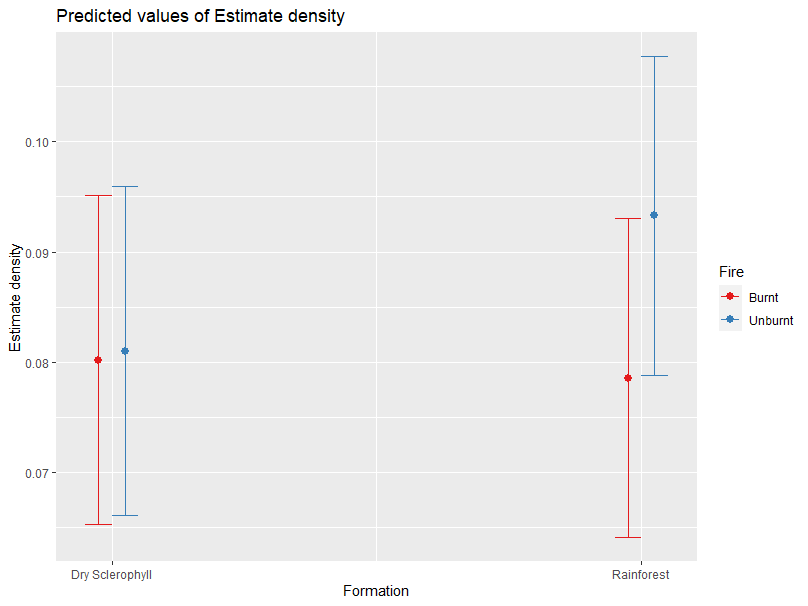 Predicted values of Estimate density
Estimate density
0.10
0.09
0.08
0.07
Dry Sclerophyll
Rainforest
Formation
Fire
Burnt
Unburnt